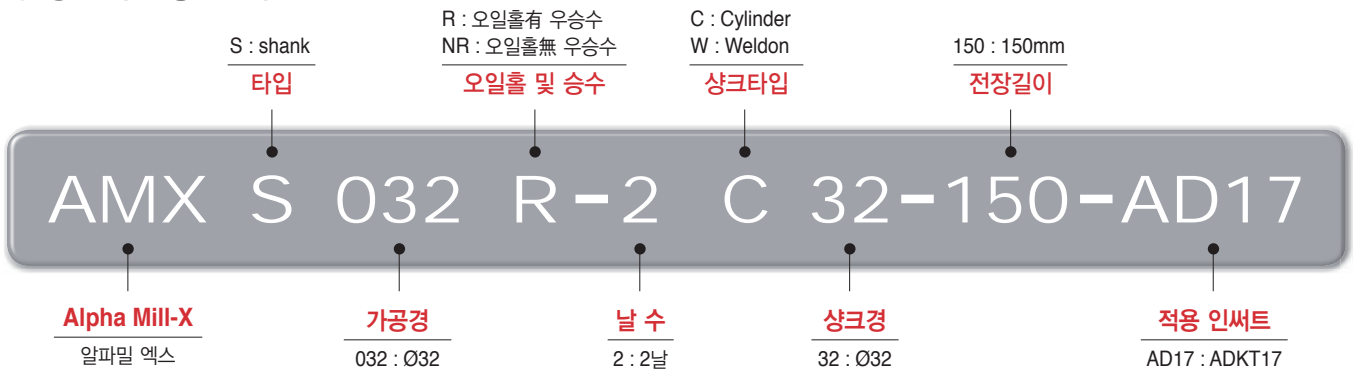 R : 오일홀有 우승수
C : Cylinder
S : shank
NR : 오일홀無 우승수
W : Weldon
150 : 150mm
타입
오일홀 및 승수
샹크타입
전장길이
AMX S 032 R-2 C 32-150-AD17
Alpha Mill-X
가공경
날 수
샹크경
적용 인써트
알파밀 엑스
032 : Ø32
2 : 2날
32 : Ø32
AD17 : ADKT17